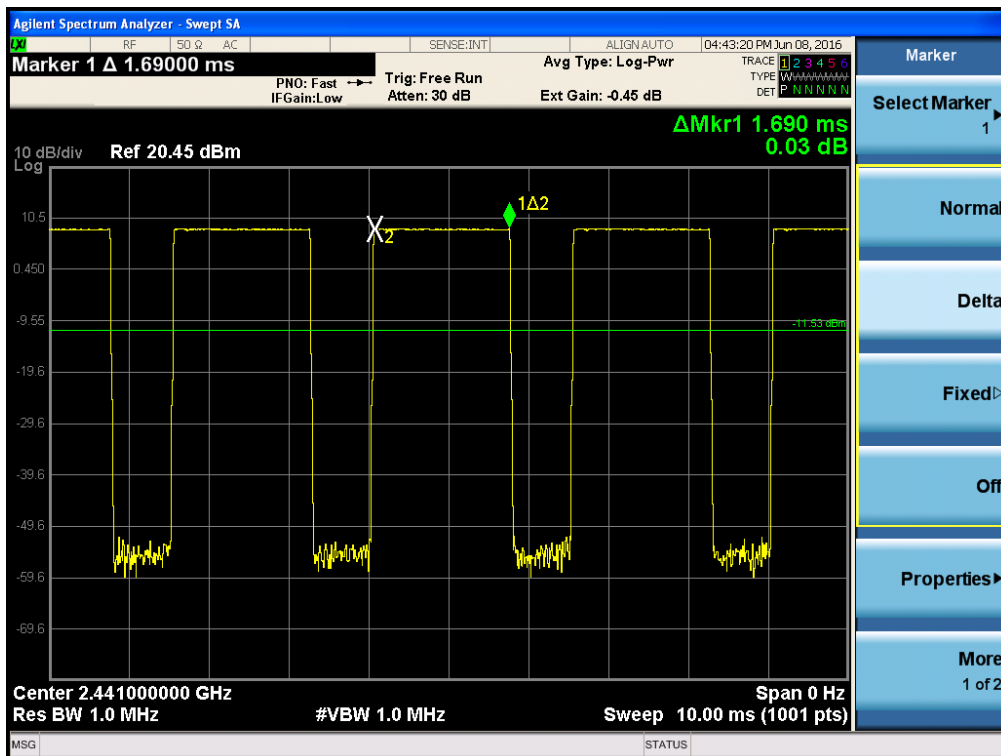 Agilent Spectrum Analyzer - Swept SA
LXI RF 50 Ω AC SENSE:INT ALIGN AUTO 04:43:20 PM Jun 08, 2016
Marker 1 Δ 1.69000 ms
PNO: Fast
IFGain:Low
Trig: Free Run
Atten: 30 dB
Avg Type: Log-Pwr
Ext Gain: -0.45 dB
TRACE 1 2 3 4 5 6
TYPE WWWWWW
DET P N N N N N
ΔMkr1 1.690 ms
0.03 dB
10 dB/div Ref 20.45 dBm
Log
10.5
0.450
-9.55
-19.6
-29.6
-39.6
-49.6
-59.6
-69.6
1Δ2
X2
-11.53 dBm
Center 2.441000000 GHz Span 0 Hz
Res BW 1.0 MHz #VBW 1.0 MHz Sweep 10.00 ms (1001 pts)
MSG STATUS
Marker
Select Marker
1
Normal
Delta
Fixed
Off
Properties
More
1 of 2